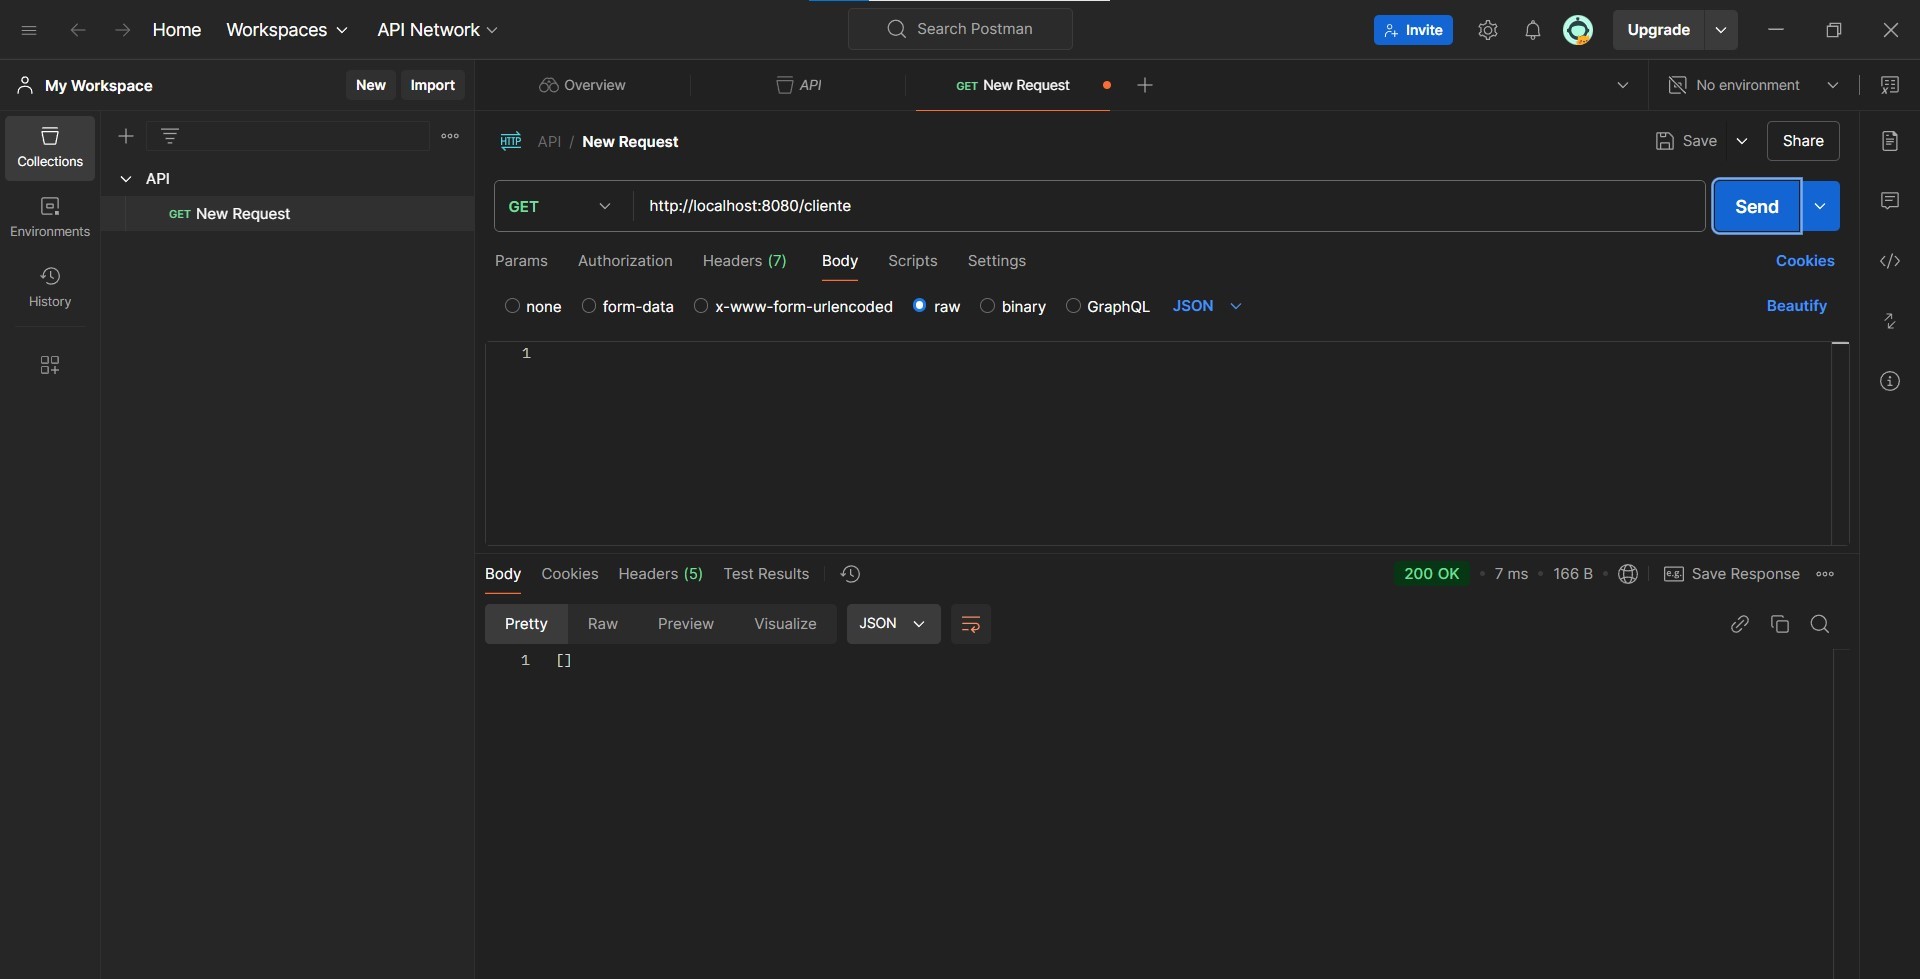 Home Workspaces API Network Search Postman Invite Upgrade
My Workspace New Import Overview API GET New Request No environment
Collections
Environments
History
API
GET New Request
HTTP API / New Request Save Share
GET http://localhost:8080/cliente Send
Params Authorization Headers (7) Body Scripts Settings Cookies
none form-data x-www-form-urlencoded raw binary GraphQL JSON Beautify
1
Body Cookies Headers (5) Test Results 200 OK • 7 ms • 166 B • e.g. Save Response
Pretty Raw Preview Visualize JSON
1 []